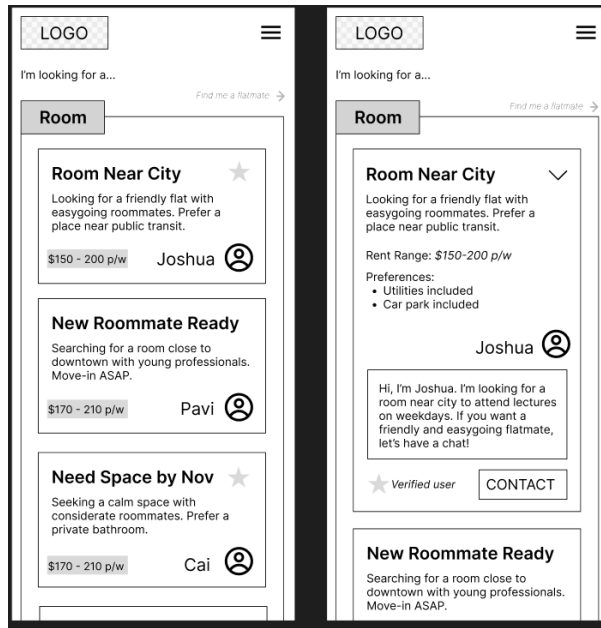 LOGO
I'm looking for a...
Find me a flatmate
Room
Room Near City
Looking for a friendly flat with
easygoing roommates. Prefer a
place near public transit.
$150 - 200 p/w
Joshua
New Roommate Ready
Searching for a room close to
downtown with young professionals.
Move-in ASAP.
$170 - 210 p/w
Pavi
Need Space by Nov
Seeking a calm space with
considerate roommates. Prefer a
private bathroom.
$170 - 210 p/w
Cai
LOGO
I'm looking for a...
Find me a flatmate
Room
Room Near City
Looking for a friendly flat with
easygoing roommates. Prefer a
place near public transit.
Rent Range: $150-200 p/w
Preferences:
• Utilities included
• Car park included
Joshua
Hi, I'm Joshua. I'm looking for a
room near city to attend lectures
on weekdays. If you want a
friendly and easygoing flatmate,
let's have a chat!
Verified user
CONTACT
New Roommate Ready
Searching for a room close to
downtown with young professionals.
Move-in ASAP.